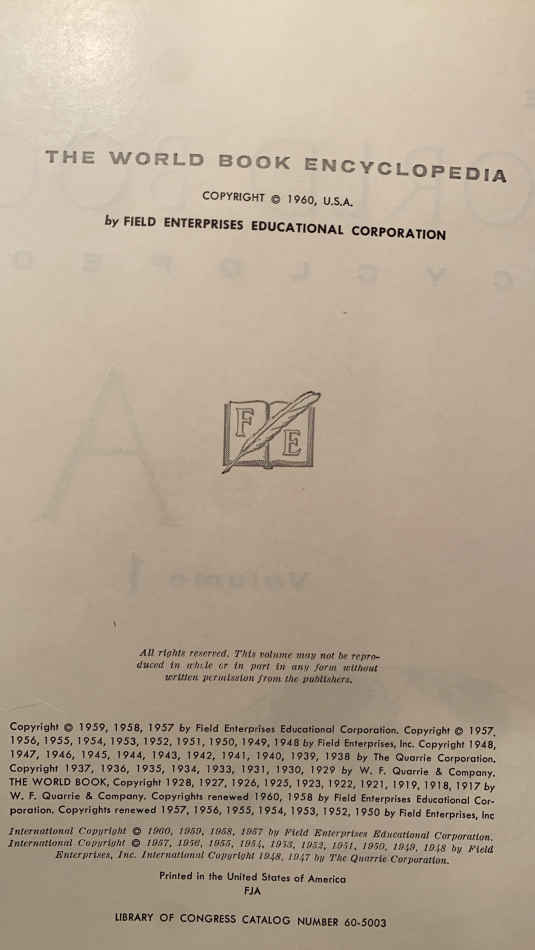 THE WORLD BOOK ENCYCLOPEDIA
COPYRIGHT © 1960, U.S.A.
by FIELD ENTERPRISES EDUCATIONAL CORPORATION
F E
All rights reserved. This volume may not be repro-
duced in whole or in part in any form without
written permission from the publishers.
Copyright © 1959, 1958, 1957 by Field Enterprises Educational Corporation. Copyright © 1957,
1956, 1955, 1954, 1953, 1952, 1951, 1950, 1949, 1948 by Field Enterprises, Inc. Copyright 1948,
1947, 1946, 1945, 1944, 1943, 1942, 1941, 1940, 1939, 1938 by The Quarrie Corporation.
Copyright 1937, 1936, 1935, 1934, 1933, 1931, 1930, 1929 by W. F. Quarrie & Company.
THE WORLD BOOK, Copyright 1928, 1927, 1926, 1925, 1923, 1922, 1921, 1919, 1918, 1917 by
W. F. Quarrie & Company. Copyrights renewed 1960, 1958 by Field Enterprises Educational Cor-
poration. Copyrights renewed 1957, 1956, 1955, 1954, 1953, 1952, 1950 by Field Enterprises, Inc
International Copyright © 1960, 1959, 1958, 1957 by Field Enterprises Educational Corporation.
International Copyright © 1957, 1956, 1955, 1954, 1953, 1952, 1951, 1950, 1949, 1948 by Field
Enterprises, Inc. International Copyright 1948, 1947 by The Quarrie Corporation.
Printed in the United States of America
FJA
LIBRARY OF CONGRESS CATALOG NUMBER 60-5003